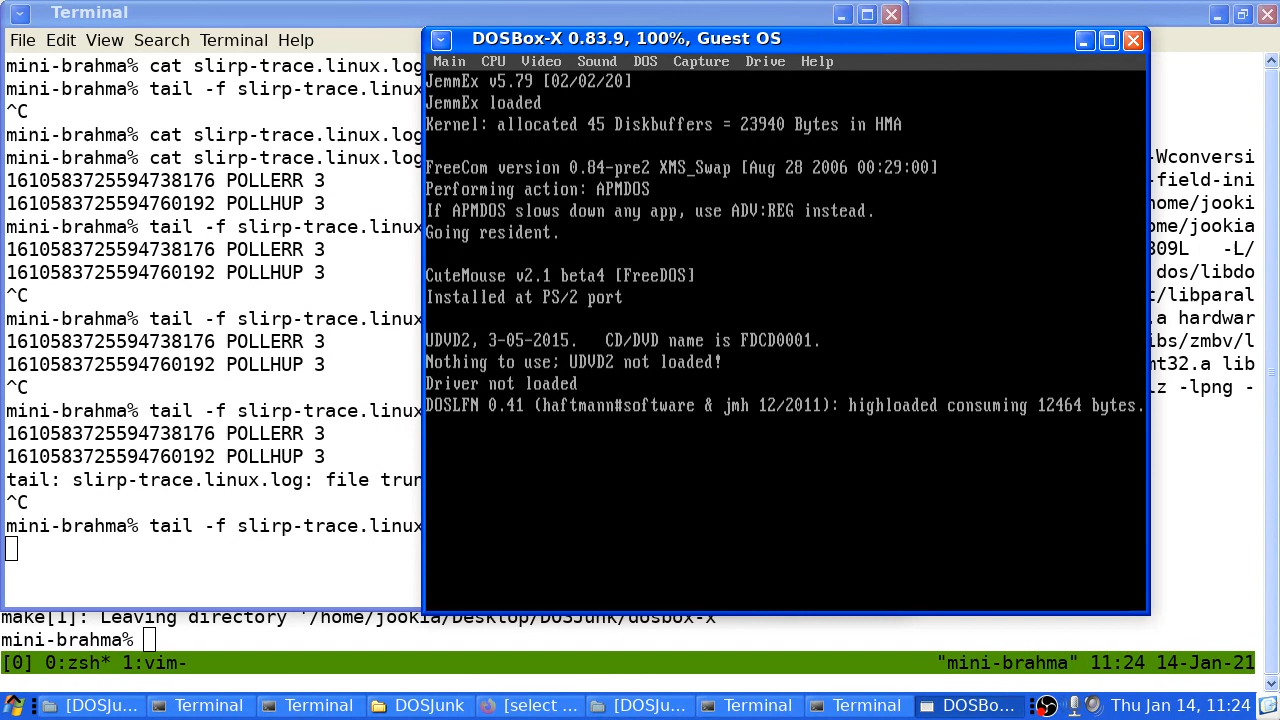 Terminal
File Edit View Search Terminal Help
mini-brahma% cat slirp-trace.linux.log
mini-brahma% tail -f slirp-trace.linux
^C
mini-brahma% cat slirp-trace.linux.log
mini-brahma% cat slirp-trace.linux.log
1610583725594738176 POLLERR 3
1610583725594760192 POLLHUP 3
mini-brahma% tail -f slirp-trace.linux
1610583725594738176 POLLERR 3
1610583725594760192 POLLHUP 3
^C
mini-brahma% tail -f slirp-trace.linux
1610583725594738176 POLLERR 3
1610583725594760192 POLLHUP 3
^C
mini-brahma% tail -f slirp-trace.linux
1610583725594738176 POLLERR 3
1610583725594760192 POLLHUP 3
tail: slirp-trace.linux.log: file trun
^C
mini-brahma% tail -f slirp-trace.linux
DOSBox-X 0.83.9, 100%, Guest OS
Main CPU Video Sound DOS Capture Drive Help
JemmEx v5.79 [02/02/20]
JemmEx loaded
Kernel: allocated 45 Diskbuffers = 23940 Bytes in HMA
FreeCom version 0.84-pre2 XMS_Swap [Aug 28 2006 00:29:00]
Performing action: APMDOS
If APMDOS slows down any app, use ADV:REG instead.
Going resident.
CuteMouse v2.1 beta4 [FreeDOS]
Installed at PS/2 port
UDVD2, 3-05-2015. CD/DVD name is FDCD0001.
Nothing to use; UDVD2 not loaded!
Driver not loaded
DOSLFN 0.41 (haftmann#software & jmh 12/2011): highloaded consuming 12464 bytes.
-Wconversi
-field-ini
home/jooki
me/jookia
309L -L/
dos/libdo
t/libparal
.a hardwar
ibs/zmbv/l
mt32.a lib
lz -lpng -
make[1]: Leaving directory '/home/jookia/Desktop/DOSJunk/dosbox-x'
mini-brahma%
[0] 0:zsh* 1:vim- "mini-brahma" 11:24 14-Jan-21
[DOSJu... Terminal Terminal DOSJunk [select ... [DOSJu... Terminal Terminal DOSBo... Thu Jan 14, 11:24